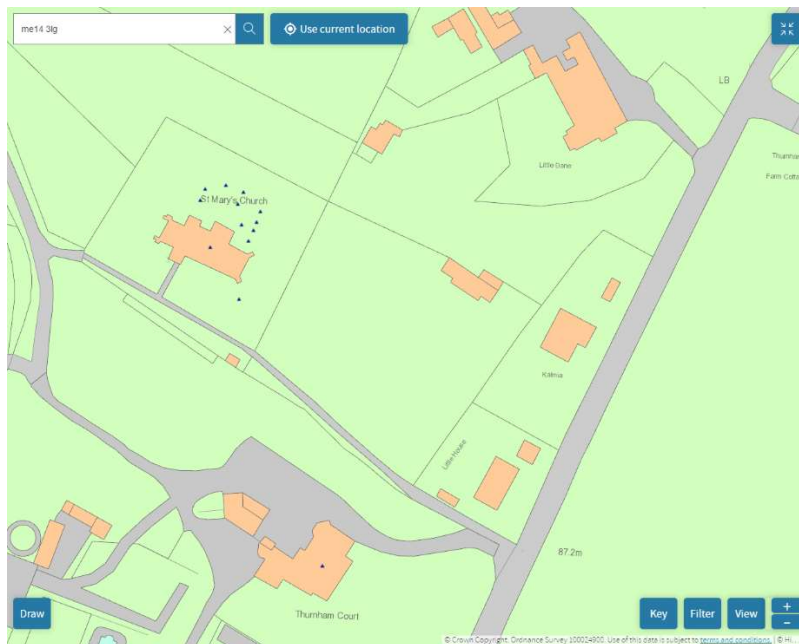 me14 3lg
Use current location
LB
Thurnham
Farm Cotta
Little Dane
St Mary's Church
Kalmia
Little House
87.2m
Thurnham Court
Draw
Key
Filter
View
© Crown Copyright. Ordnance Survey 100024900. Use of this data is subject to terms and conditions. | © Hi...